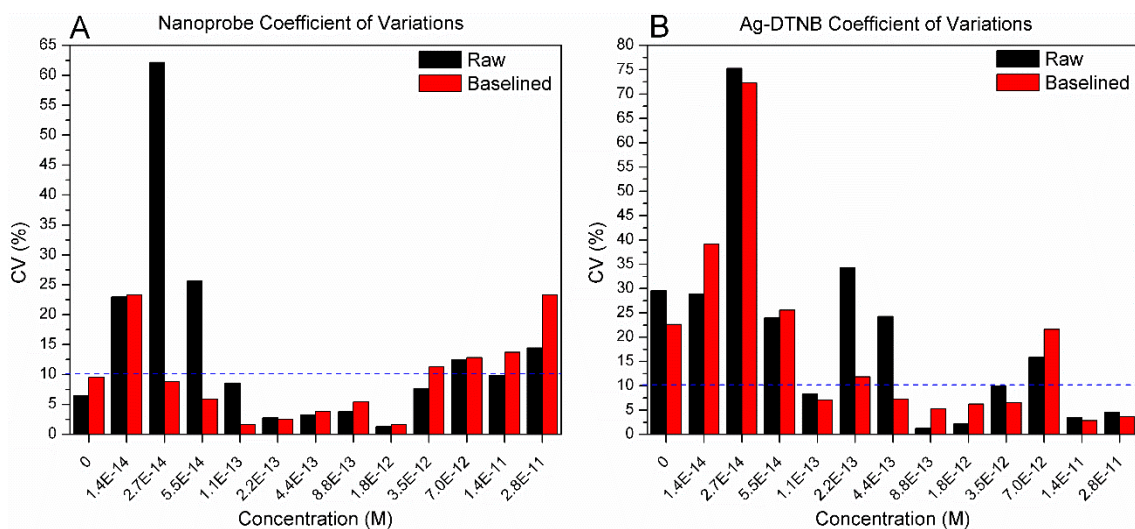 A
Nanoprobe Coefficient of Variations
Raw
Baselined
CV (%)
65
60
55
50
45
40
35
30
25
20
15
10
5
0
0
1.4E-14
2.7E-14
5.5E-14
1.1E-13
2.2E-13
4.4E-13
8.8E-13
1.8E-12
3.5E-12
7.0E-12
1.4E-11
2.8E-11
Concentration (M)
B
Ag-DTNB Coefficient of Variations
Raw
Baselined
CV (%)
80
75
70
65
60
55
50
45
40
35
30
25
20
15
10
5
0
0
1.4E-14
2.7E-14
5.5E-14
1.1E-13
2.2E-13
4.4E-13
8.8E-13
1.8E-12
3.5E-12
7.0E-12
1.4E-11
2.8E-11
Concentration (M)